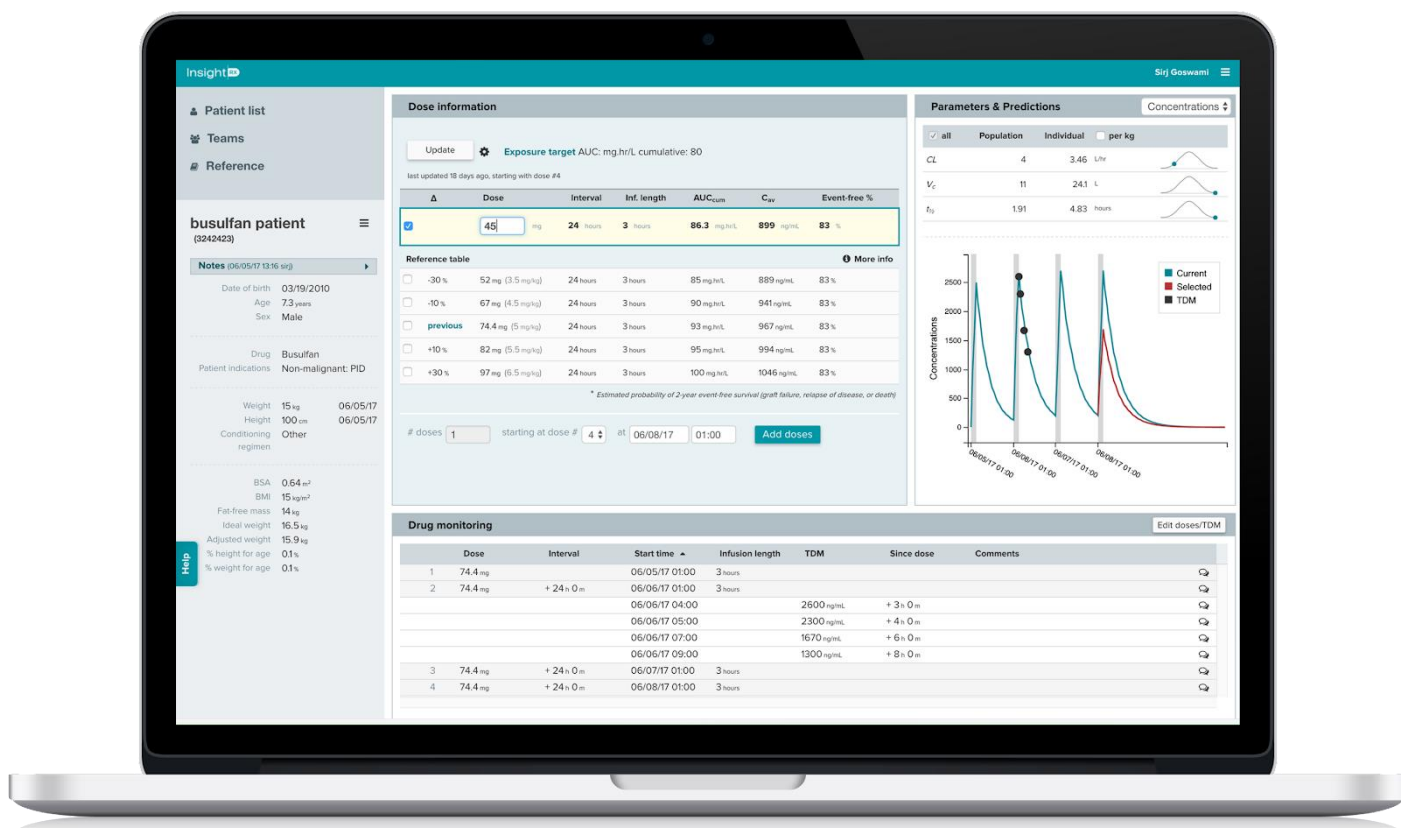 InsightRX
Sirj Goswami
Patient list
Teams
Reference
busulfan patient
(3242423)
Notes (06/05/17 13:16 sirj)
Date of birth 03/19/2010
Age 7.3 years
Sex Male
Drug Busulfan
Patient indications Non-malignant: PID
Weight 15 kg 06/05/17
Height 100 cm 06/05/17
Conditioning Other
regimen
BSA 0.64 m²
BMI 15 kg/m²
Fat-free mass 14 kg
Ideal weight 16.5 kg
Adjusted weight 15.9 kg
% height for age 0.1 %
% weight for age 0.1 %
Help
Dose information
Update Exposure target AUC: mg.hr/L cumulative: 80
last updated 18 days ago, starting with dose #4
Δ Dose Interval Inf. length AUCcum Cav Event-free %
45 mg 24 hours 3 hours 86.3 mg.hr/L 899 ng/mL 83 %
Reference table More info
-30 % 52 mg (3.5 mg/kg) 24 hours 3 hours 85 mg.hr/L 889 ng/mL 83 %
-10 % 67 mg (4.5 mg/kg) 24 hours 3 hours 90 mg.hr/L 941 ng/mL 83 %
previous 74.4 mg (5 mg/kg) 24 hours 3 hours 93 mg.hr/L 967 ng/mL 83 %
+10 % 82 mg (5.5 mg/kg) 24 hours 3 hours 95 mg.hr/L 994 ng/mL 83 %
+30 % 97 mg (6.5 mg/kg) 24 hours 3 hours 100 mg.hr/L 1046 ng/mL 83 %
* Estimated probability of 2-year event-free survival (graft failure, relapse of disease, or death)
# doses 1 starting at dose # 4 at 06/08/17 01:00 Add doses
Parameters & Predictions Concentrations
all Population Individual per kg
CL 4 3.46 L/hr
Vc 11 24.1 L
t½ 1.91 4.83 hours
Concentrations
2500
2000
1500
1000
500
0
06/05/17 01:00
06/06/17 01:00
06/07/17 01:00
06/08/17 01:00
Current
Selected
TDM
Drug monitoring Edit doses/TDM
Dose Interval Start time Infusion length TDM Since dose Comments
1 74.4 mg 06/05/17 01:00 3 hours
2 74.4 mg + 24 h 0 m 06/06/17 01:00 3 hours
06/06/17 04:00 2600 ng/mL + 3 h 0 m
06/06/17 05:00 2300 ng/mL + 4 h 0 m
06/06/17 07:00 1670 ng/mL + 6 h 0 m
06/06/17 09:00 1300 ng/mL + 8 h 0 m
3 74.4 mg + 24 h 0 m 06/07/17 01:00 3 hours
4 74.4 mg + 24 h 0 m 06/08/17 01:00 3 hours